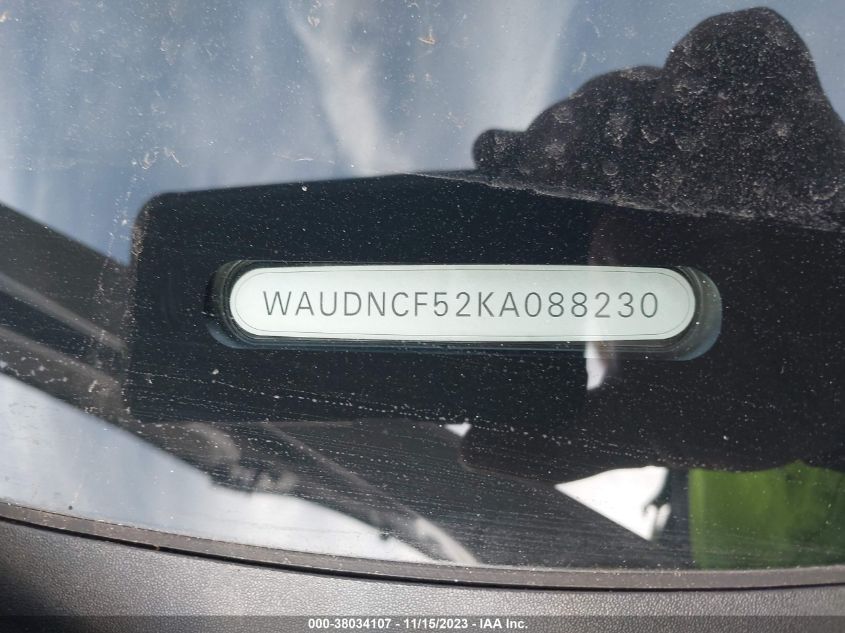 WAUDNCF52KA088230
000-38034107 - 11/15/2023 - IAA Inc.